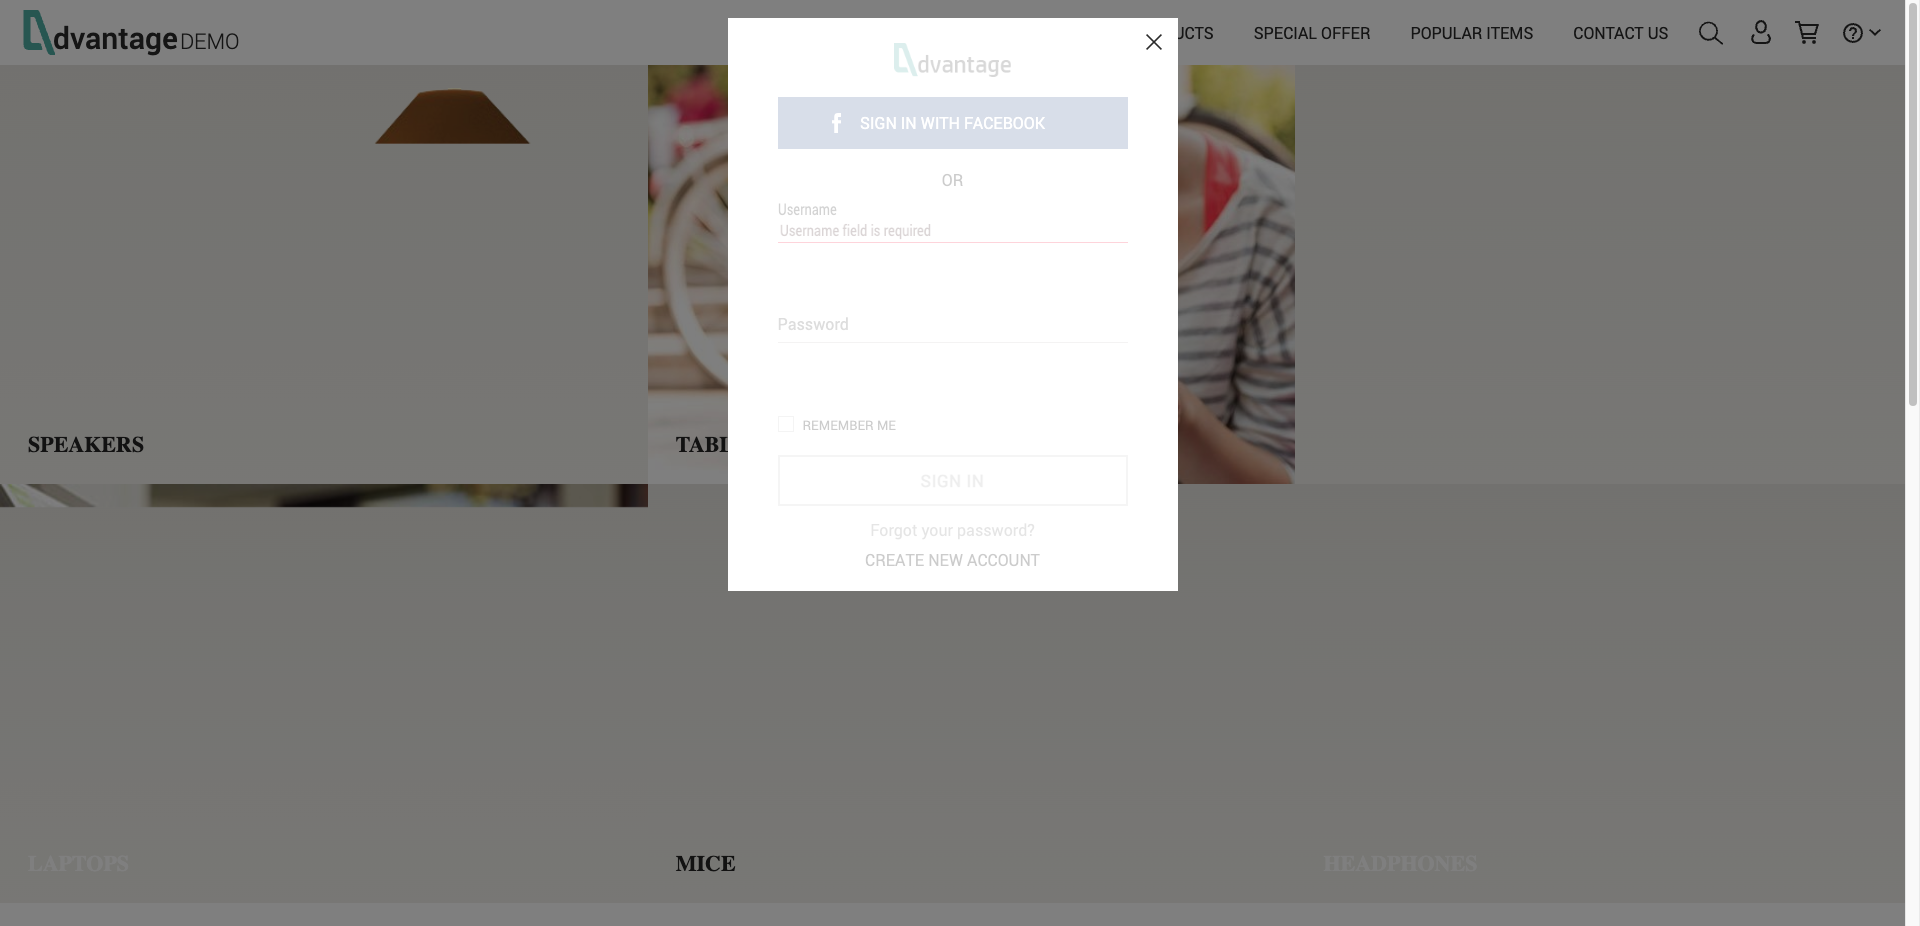 dvantage DEMO
UCTS
SPECIAL OFFER
POPULAR ITEMS
CONTACT US
dvantage
SIGN IN WITH FACEBOOK
OR
Username
Username field is required
Password
REMEMBER ME
SIGN IN
Forgot your password?
CREATE NEW ACCOUNT
SPEAKERS
TABL
LAPTOPS
MICE
HEADPHONES